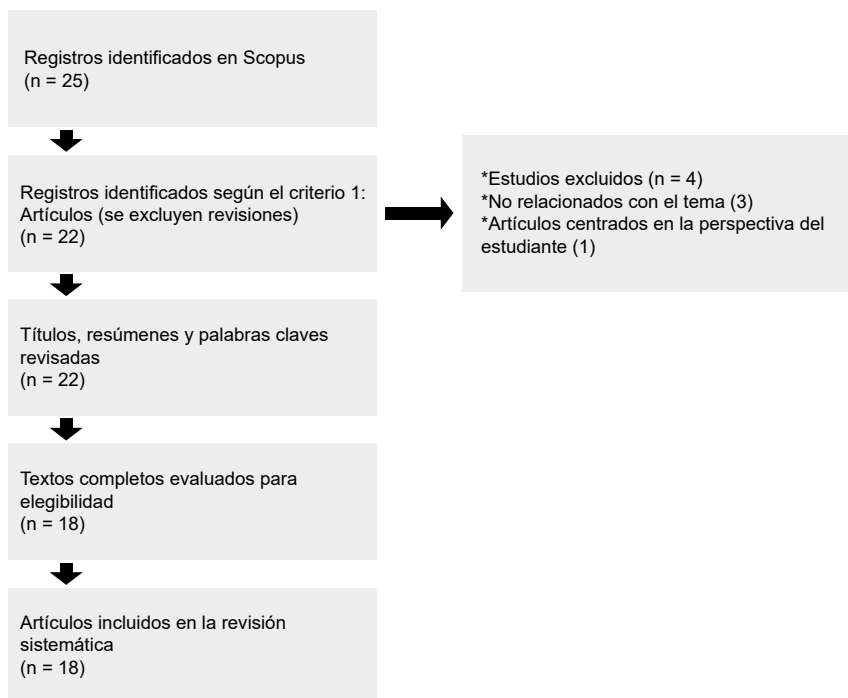 Registros identificados en Scopus
(n = 25)
Registros identificados según el criterio 1:
Artículos (se excluyen revisiones)
(n = 22)
*Estudios excluidos (n = 4)
*No relacionados con el tema (3)
*Artículos centrados en la perspectiva del
estudiante (1)
Títulos, resúmenes y palabras claves
revisadas
(n = 22)
Textos completos evaluados para
elegibilidad
(n = 18)
Artículos incluidos en la revisión
sistemática
(n = 18)